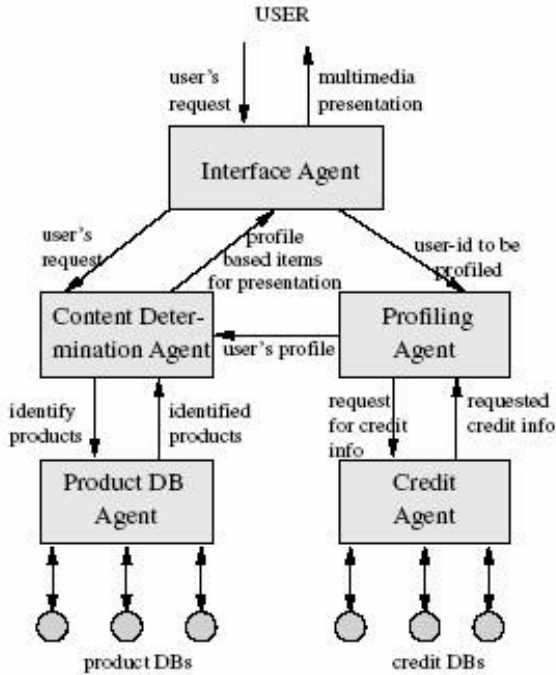 USER
user's
request
multimedia
presentation
Interface Agent
user's
request
profile
based items
for presentation
user-id to be
profiled
Content Deter-
mination Agent
user's profile
Profiling
Agent
identify
products
identified
products
request
for credit
info
requested
credit info
Product DB
Agent
Credit
Agent
product DBs
credit DBs